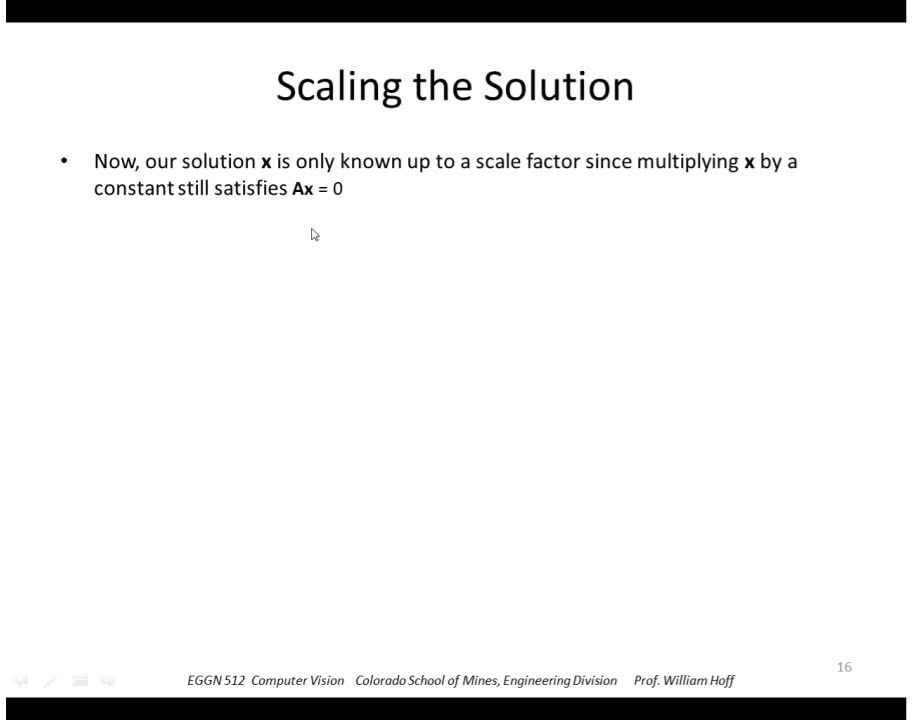 Scaling the Solution
• Now, our solution x is only known up to a scale factor since multiplying x by a
constant still satisfies Ax = 0
16
EGGN 512 Computer Vision Colorado School of Mines, Engineering Division Prof. William Hoff